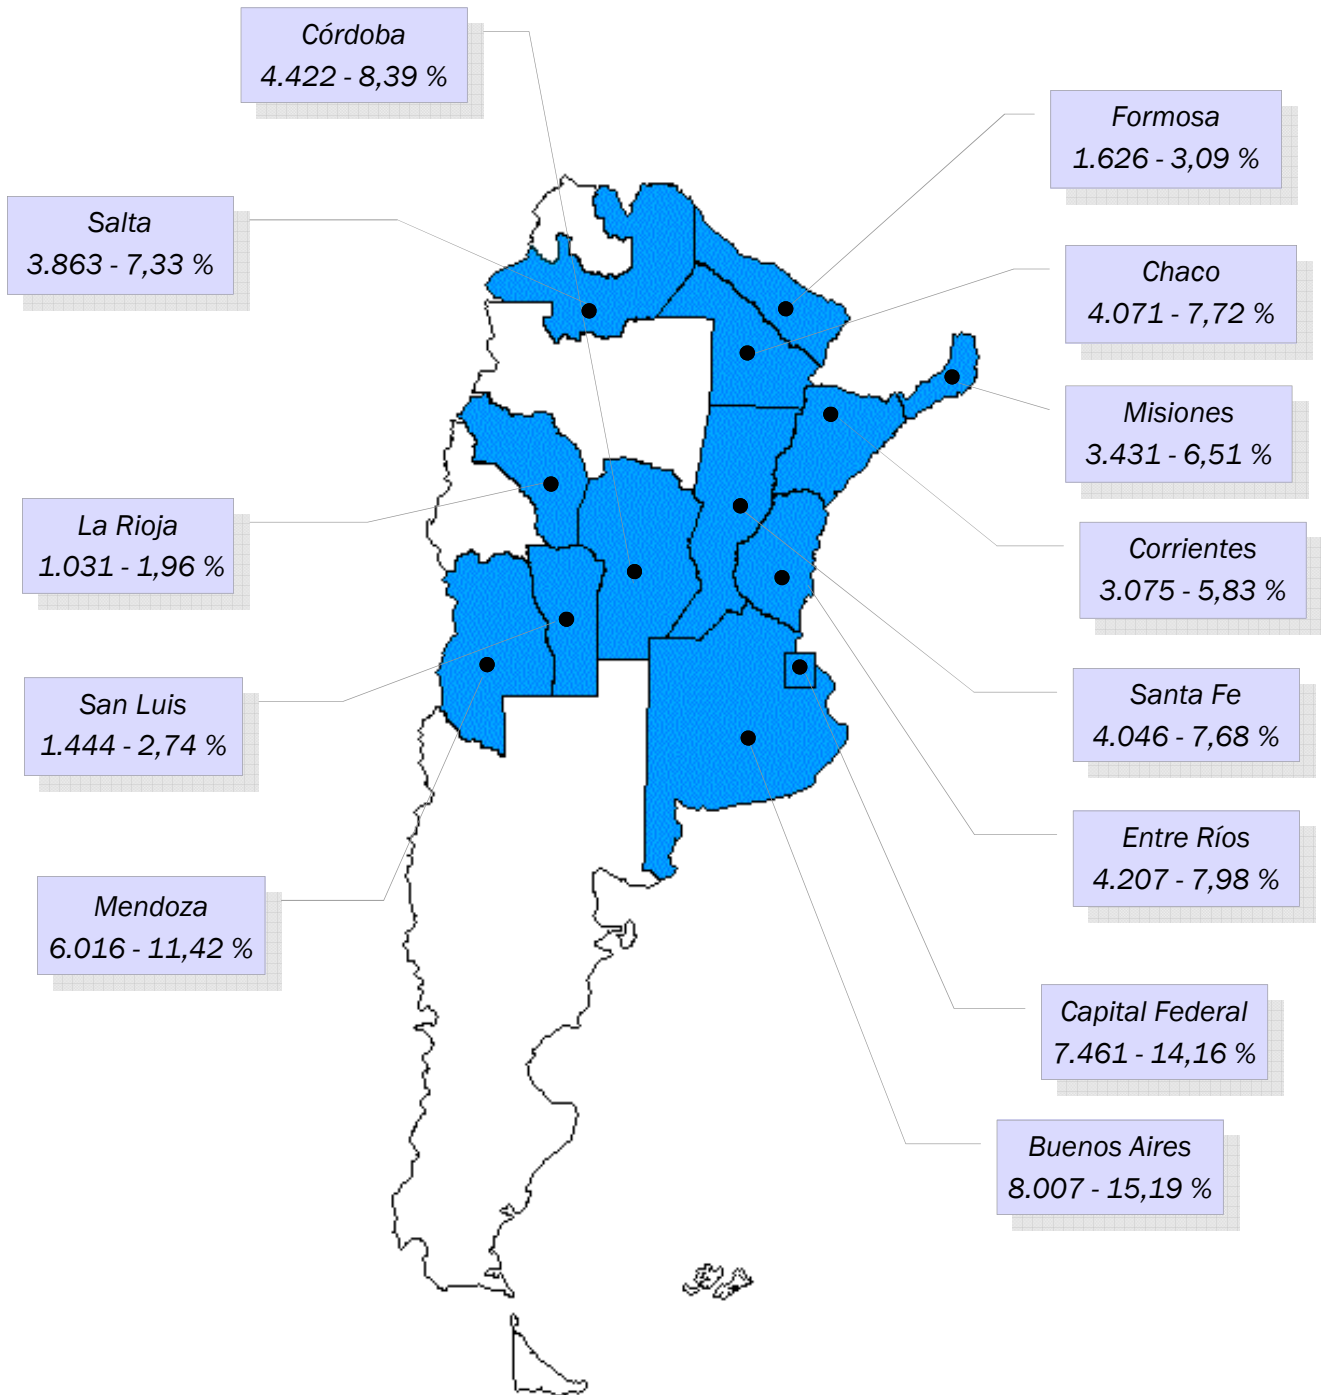 Córdoba
4.422 - 8,39 %
Formosa
1.626 - 3,09 %
Salta
3.863 - 7,33 %
Chaco
4.071 - 7,72 %
Misiones
3.431 - 6,51 %
La Rioja
1.031 - 1,96 %
Corrientes
3.075 - 5,83 %
San Luis
1.444 - 2,74 %
Santa Fe
4.046 - 7,68 %
Entre Ríos
4.207 - 7,98 %
Mendoza
6.016 - 11,42 %
Capital Federal
7.461 - 14,16 %
Buenos Aires
8.007 - 15,19 %